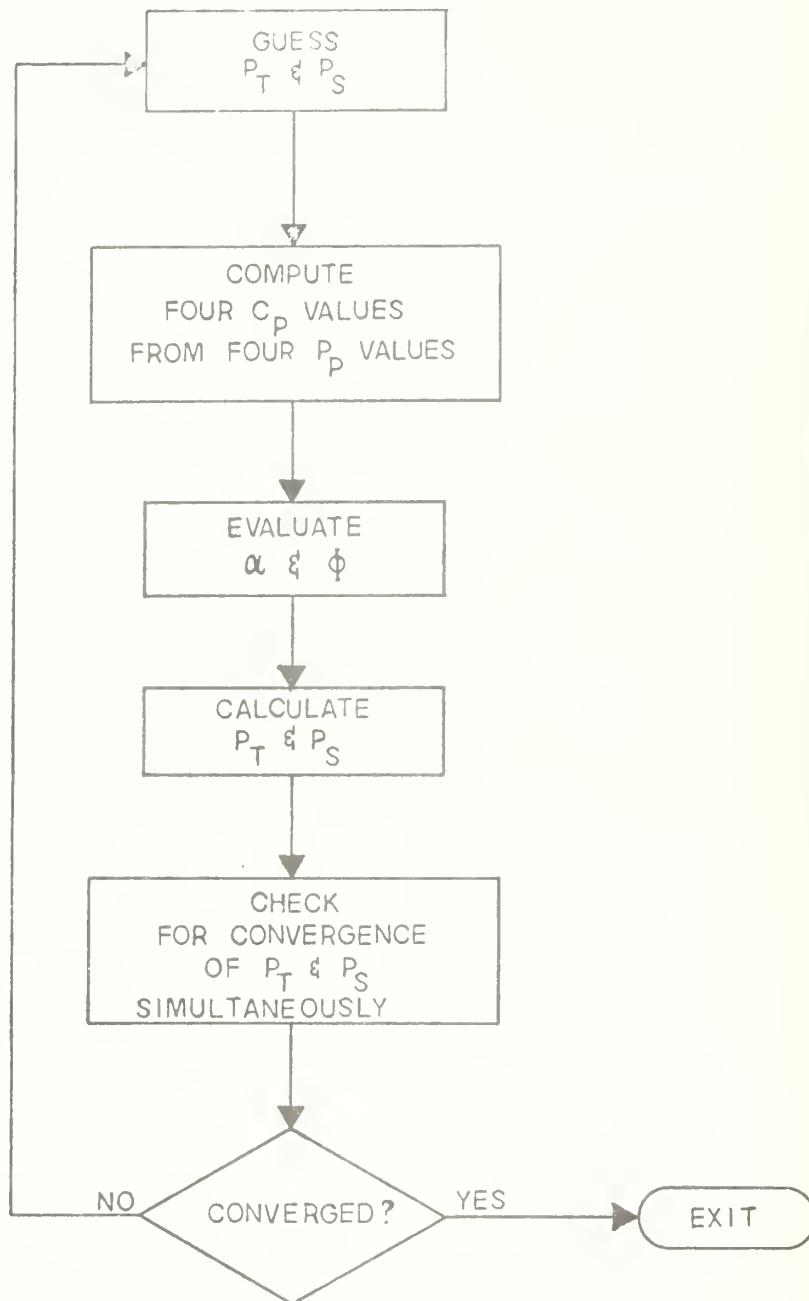 GUESS
P_T & P_S
COMPUTE
FOUR C_P VALUES
FROM FOUR P_P VALUES
EVALUATE
α & ϕ
CALCULATE
P_T & P_S
CHECK
FOR CONVERGENCE
OF P_T & P_S
SIMULTANEOUSLY
NO
CONVERGED?
YES
EXIT